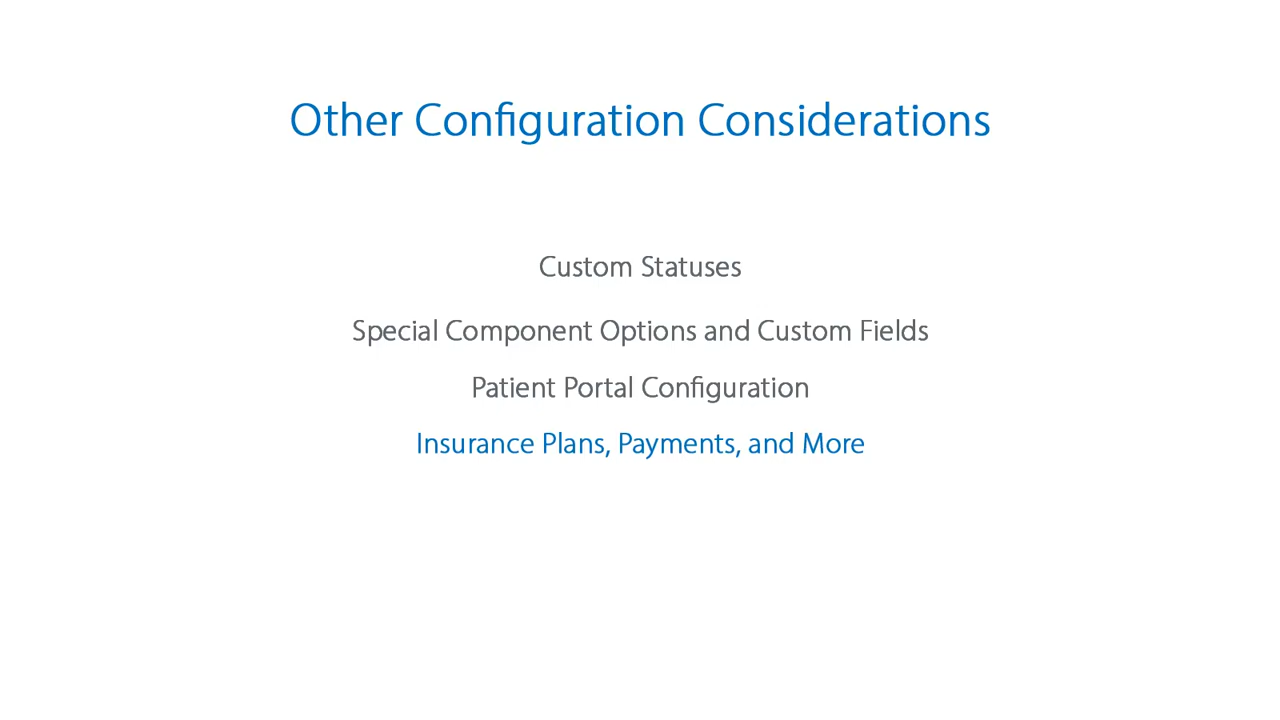 Other Configuration Considerations
Custom Statuses
Special Component Options and Custom Fields
Patient Portal Configuration
Insurance Plans, Payments, and More